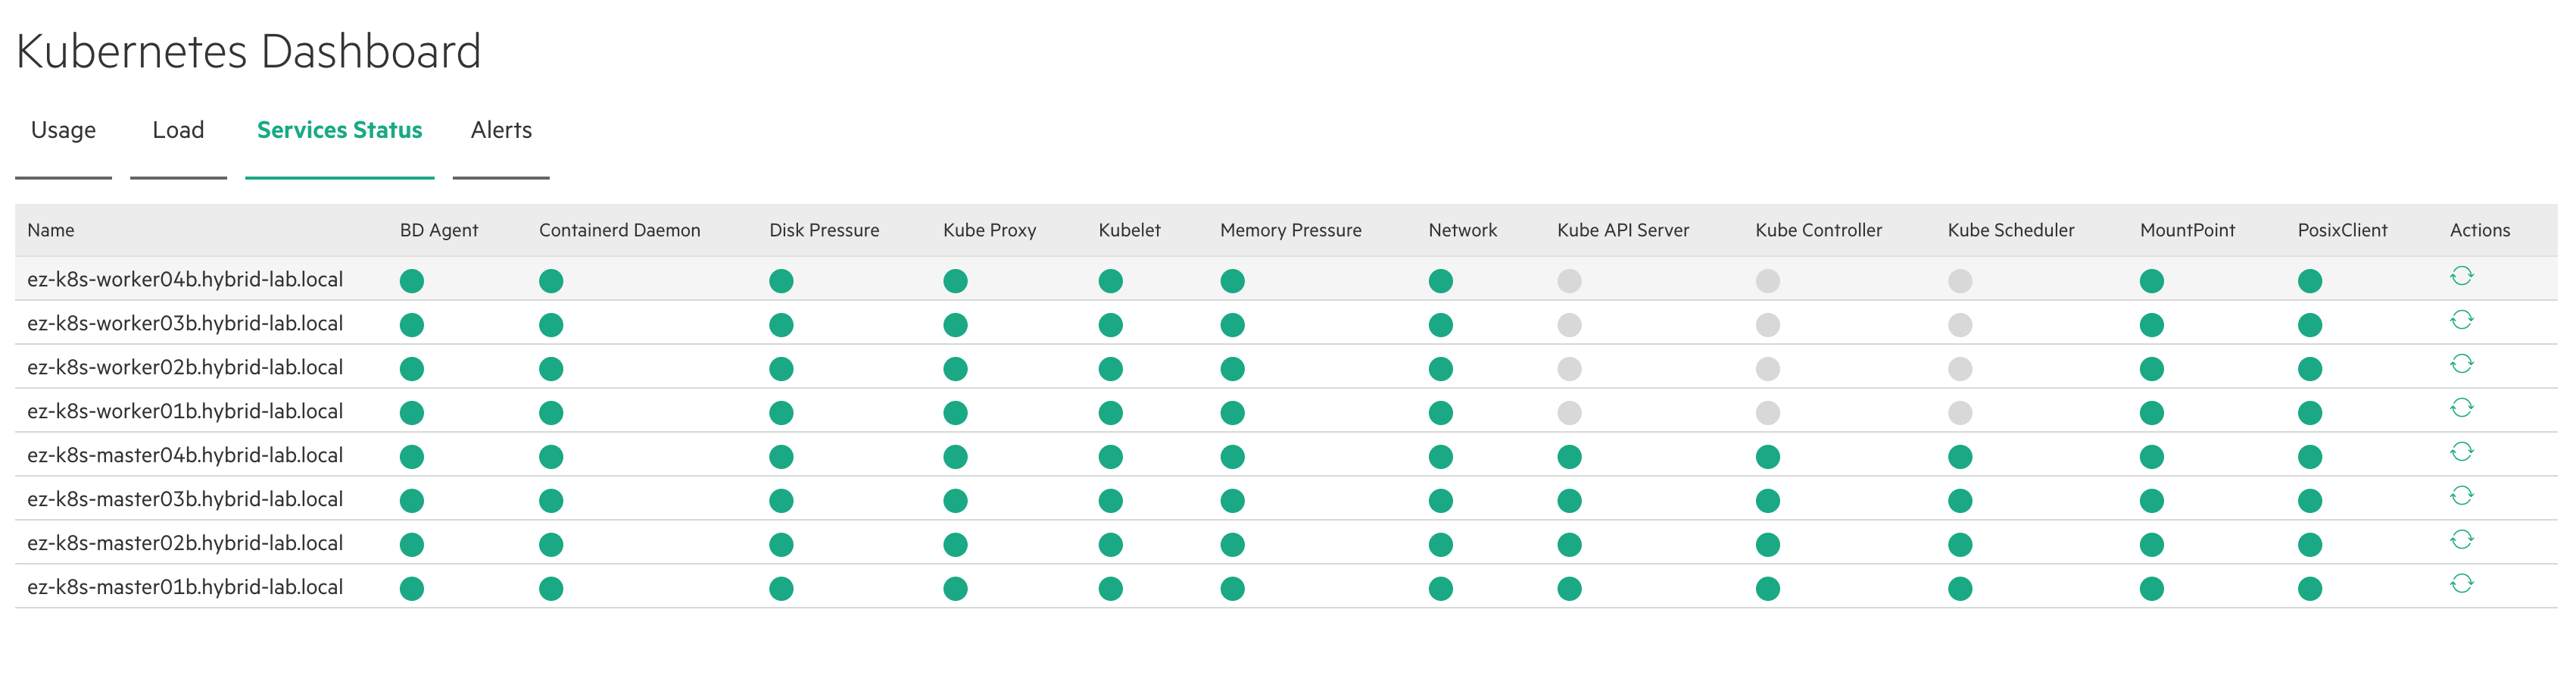 Kubernetes Dashboard
Usage Load Services Status Alerts
Name BD Agent Containerd Daemon Disk Pressure Kube Proxy Kubelet Memory Pressure Network Kube API Server Kube Controller Kube Scheduler MountPoint PosixClient Actions
ez-k8s-worker04b.hybrid-lab.local
ez-k8s-worker03b.hybrid-lab.local
ez-k8s-worker02b.hybrid-lab.local
ez-k8s-worker01b.hybrid-lab.local
ez-k8s-master04b.hybrid-lab.local
ez-k8s-master03b.hybrid-lab.local
ez-k8s-master02b.hybrid-lab.local
ez-k8s-master01b.hybrid-lab.local